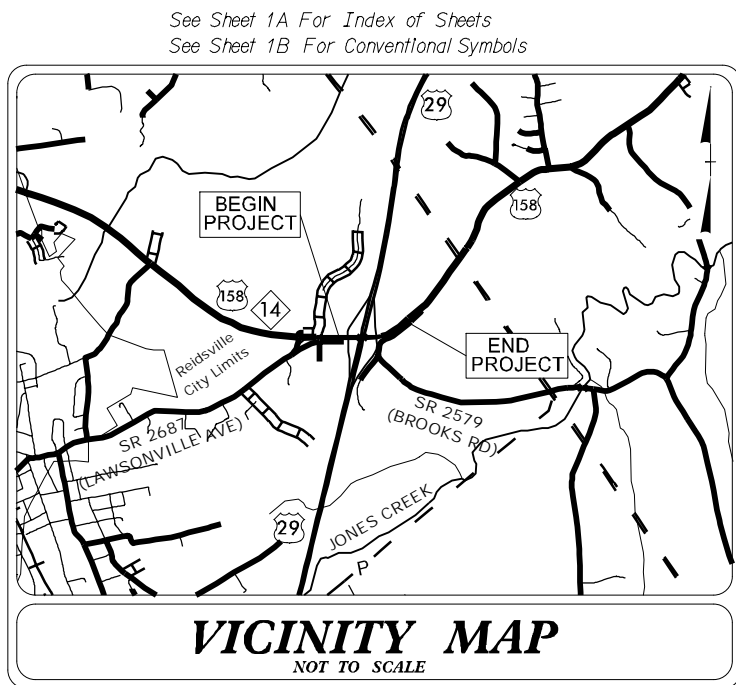 See Sheet 1A For Index of Sheets
See Sheet 1B For Conventional Symbols
29
BEGIN
PROJECT
158
158
14
END
PROJECT
Reidsville
City Limits
SR 2687
(LAWSONVILLE AVE)
SR 2579
(BROOKS RD)
29
JONES CREEK
P
VICINITY MAP
NOT TO SCALE